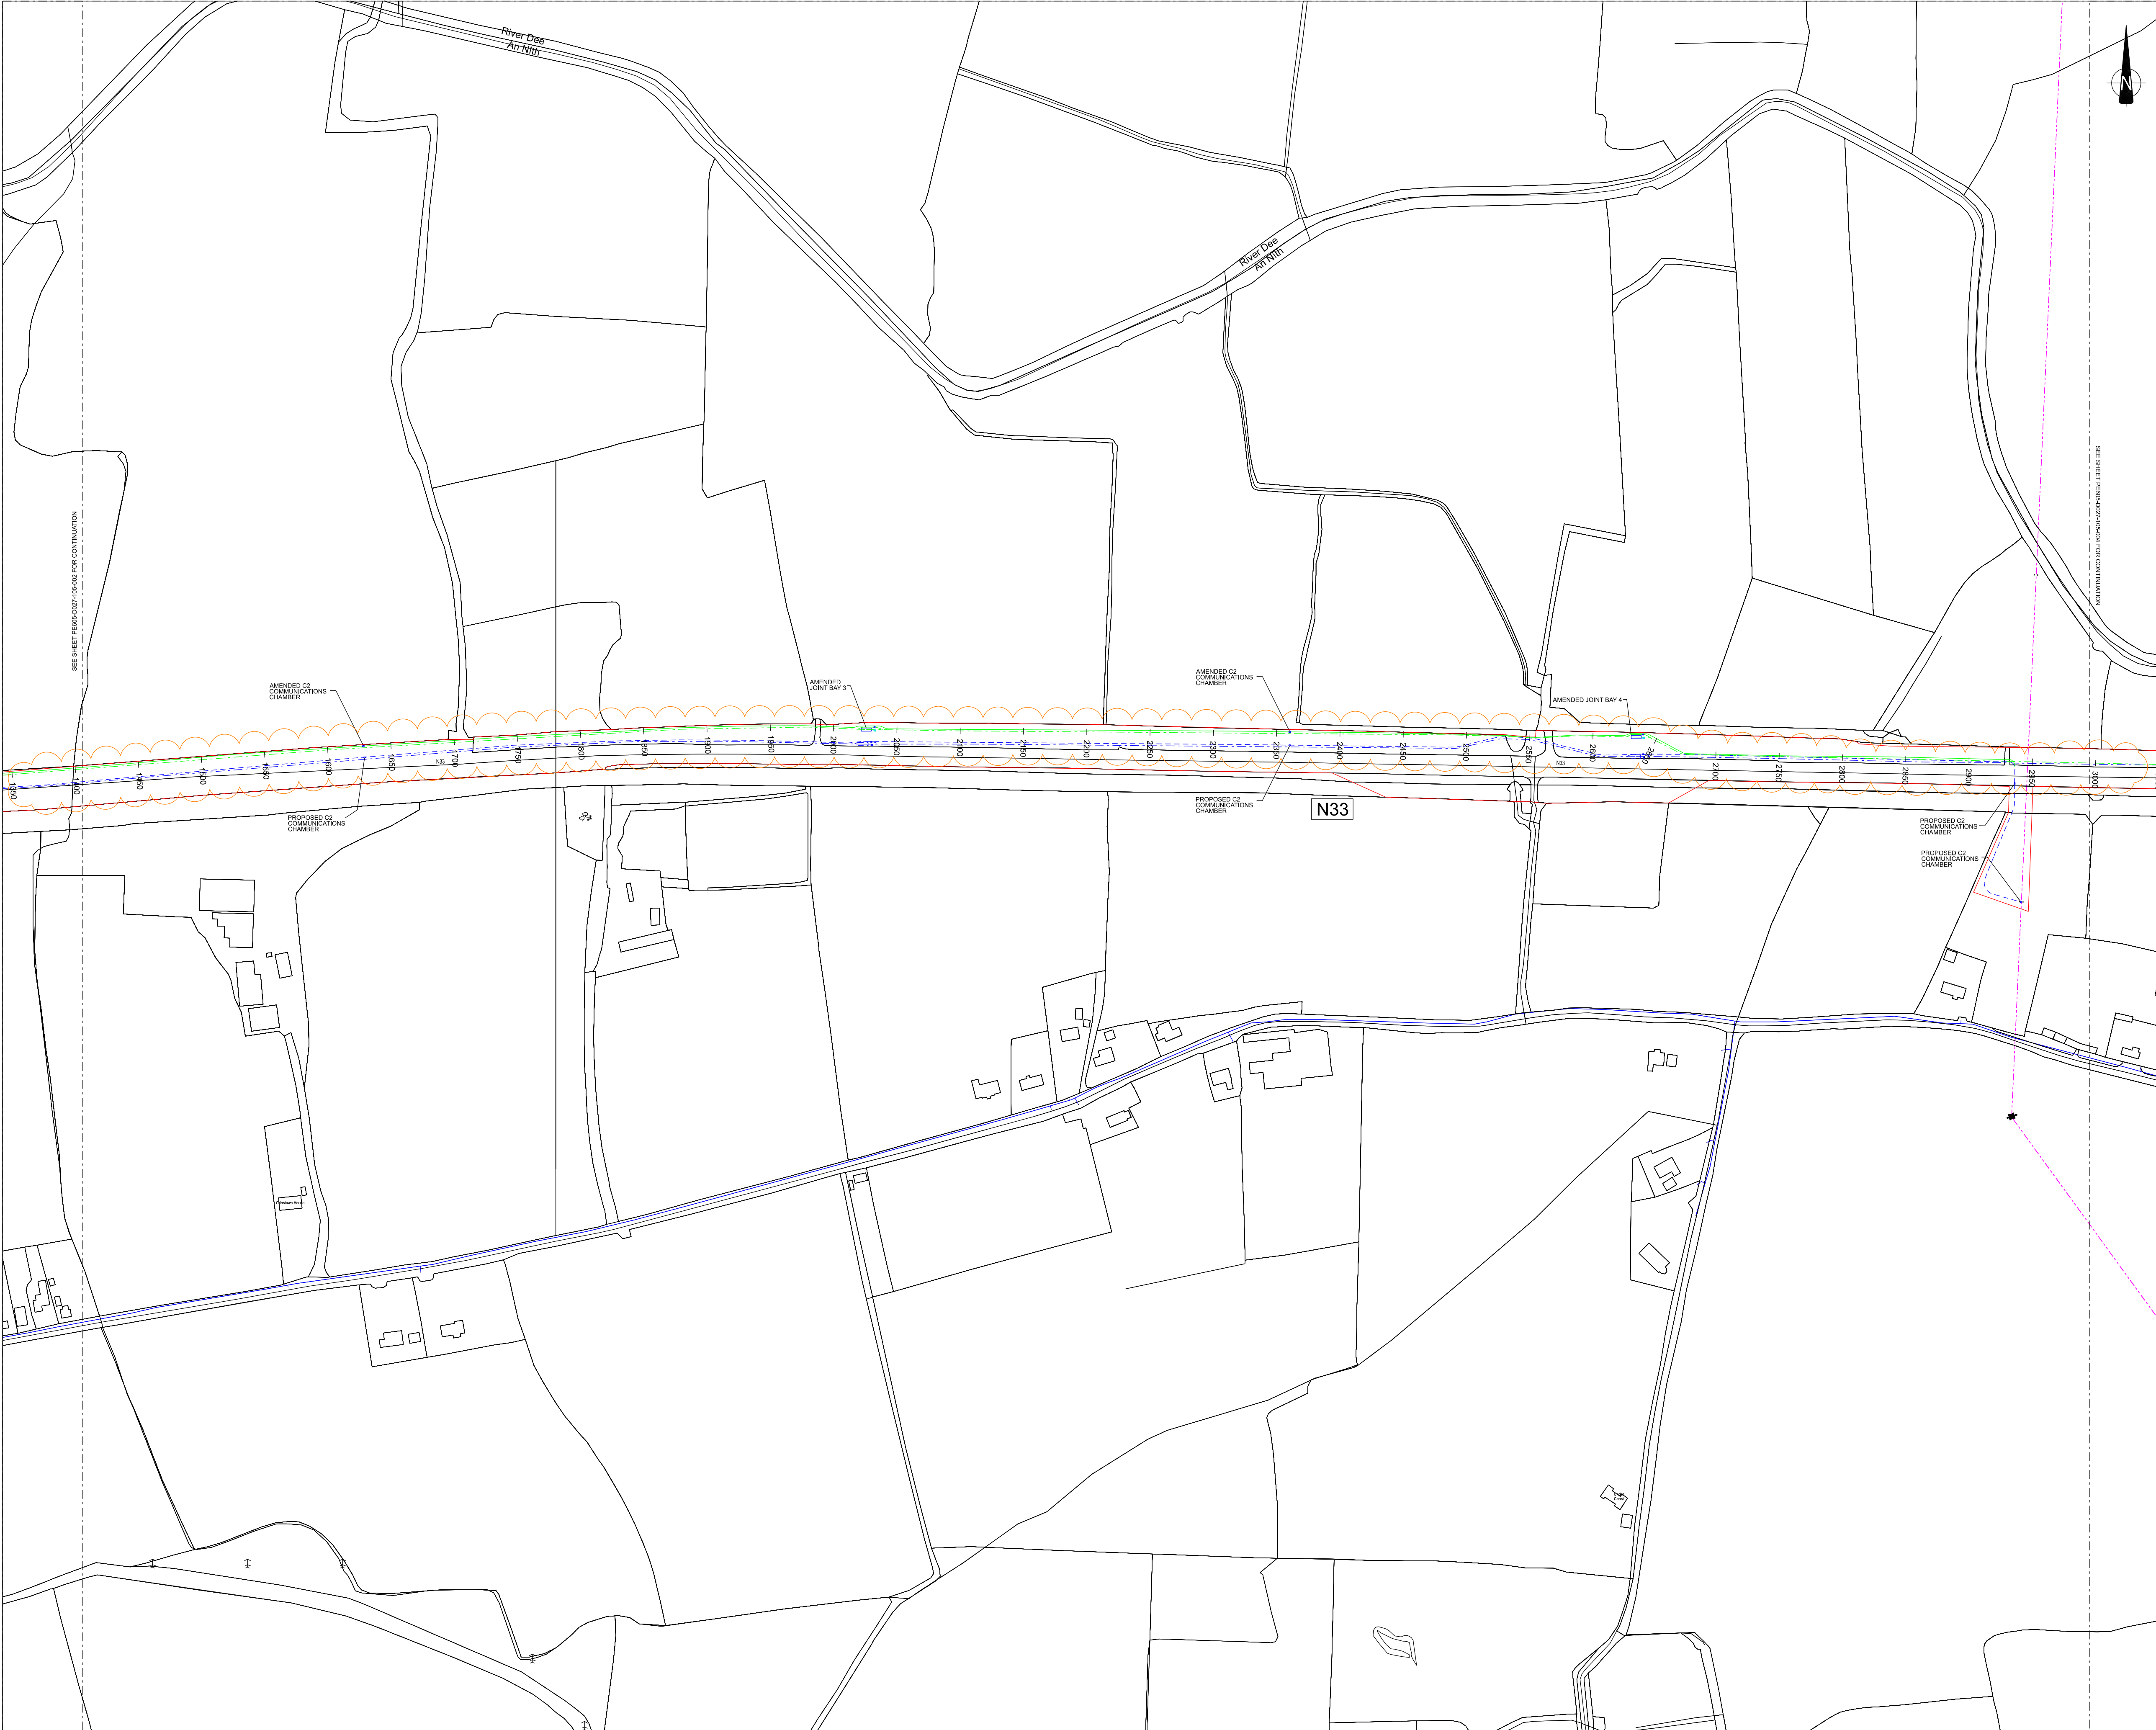 River Dee
An Nith
N
River Dee
An Nith
SEE SHEET PE605-D027-105-002 FOR CONTINUATION
SEE SHEET PE605-D027-105-004 FOR CONTINUATION
AMENDED C2
COMMUNICATIONS
CHAMBER
AMENDED
JOINT BAY 3
AMENDED C2
COMMUNICATIONS
CHAMBER
AMENDED JOINT BAY 4
1400
1450
1500
1550
1600
1650
1700
1750
1800
1850
1900
1950
2000
2050
2100
2150
2200
2250
2300
2350
2400
2450
2500
2550
2600
2700
2750
2800
2850
2900
2950
3000
N33
N33
PROPOSED C2
COMMUNICATIONS
CHAMBER
PROPOSED C2
COMMUNICATIONS
CHAMBER
N33
PROPOSED C2
COMMUNICATIONS
CHAMBER
PROPOSED C2
COMMUNICATIONS
CHAMBER